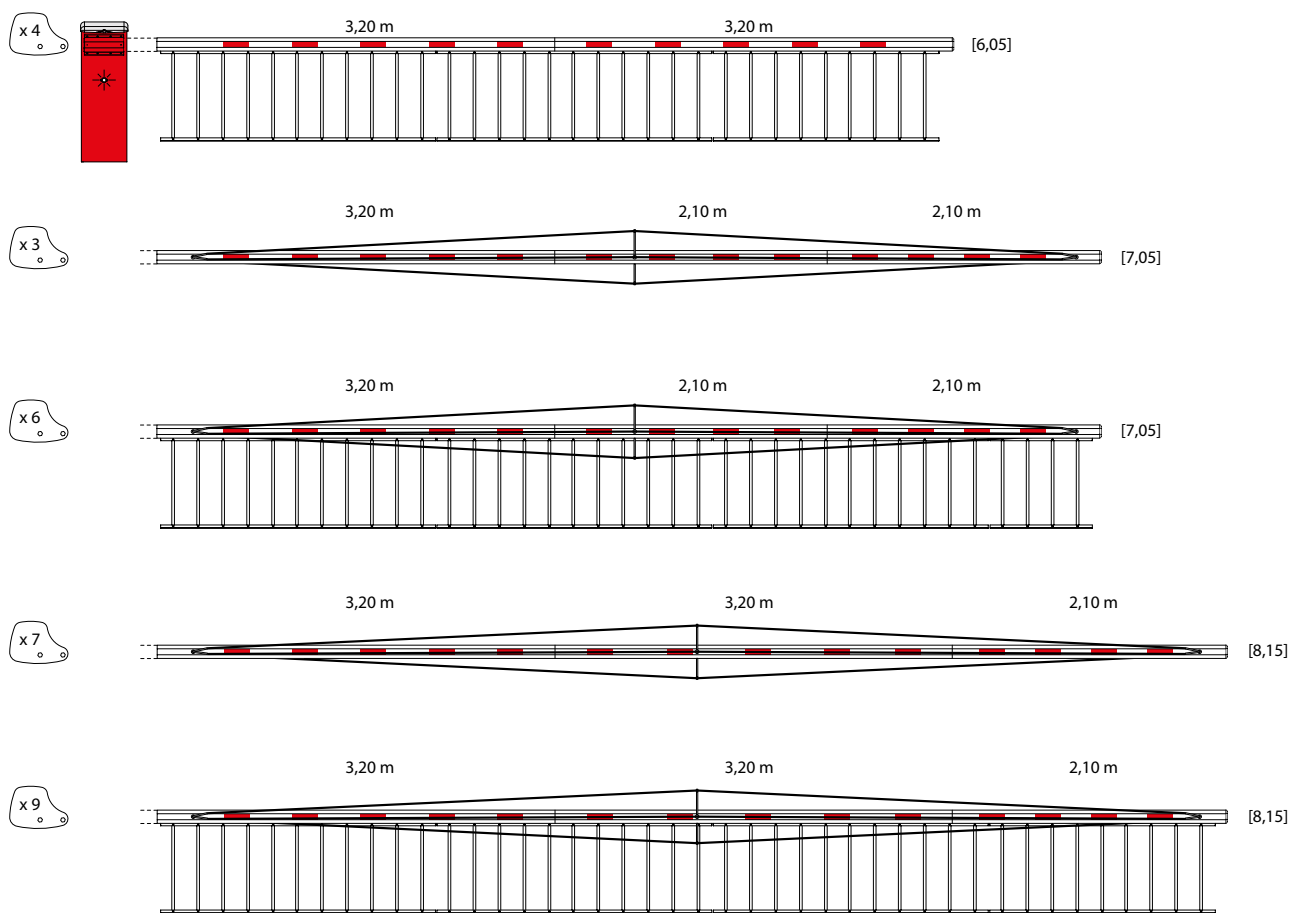 x 4
3,20 m
3,20 m
[6,05]
3,20 m
2,10 m
2,10 m
x 3
[7,05]
3,20 m
2,10 m
2,10 m
x 6
[7,05]
3,20 m
3,20 m
2,10 m
x 7
[8,15]
3,20 m
3,20 m
2,10 m
x 9
[8,15]